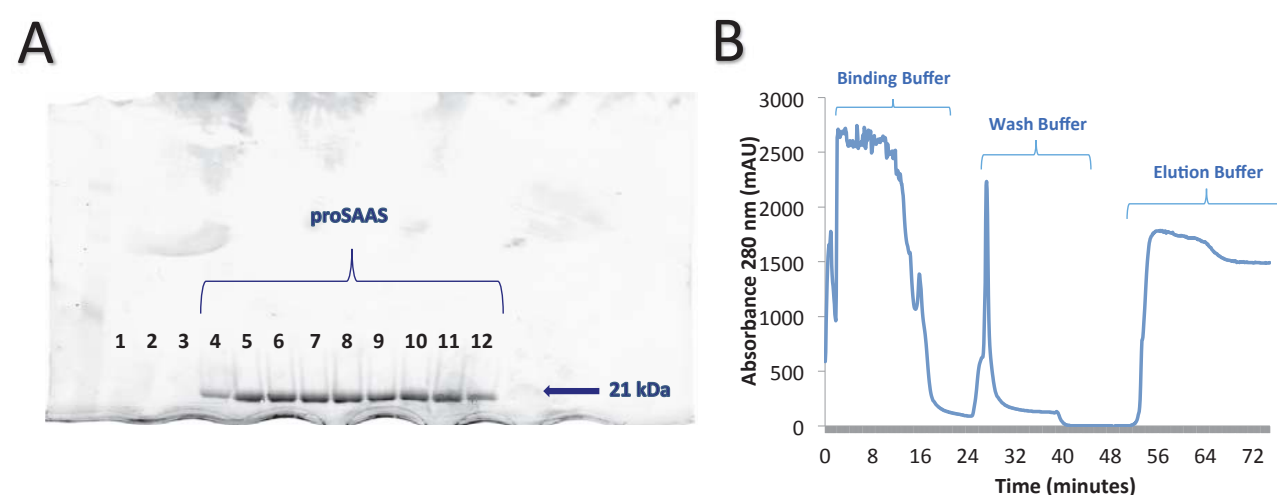 A
proSAAS
1 2 3 4 5 6 7 8 9 10 11 12
21 kDa
B
Binding Buffer
Wash Buffer
Elution Buffer
Absorbance 280 nm (mAU)
3000
2500
2000
1500
1000
500
0
0 8 16 24 32 40 48 56 64 72
Time (minutes)